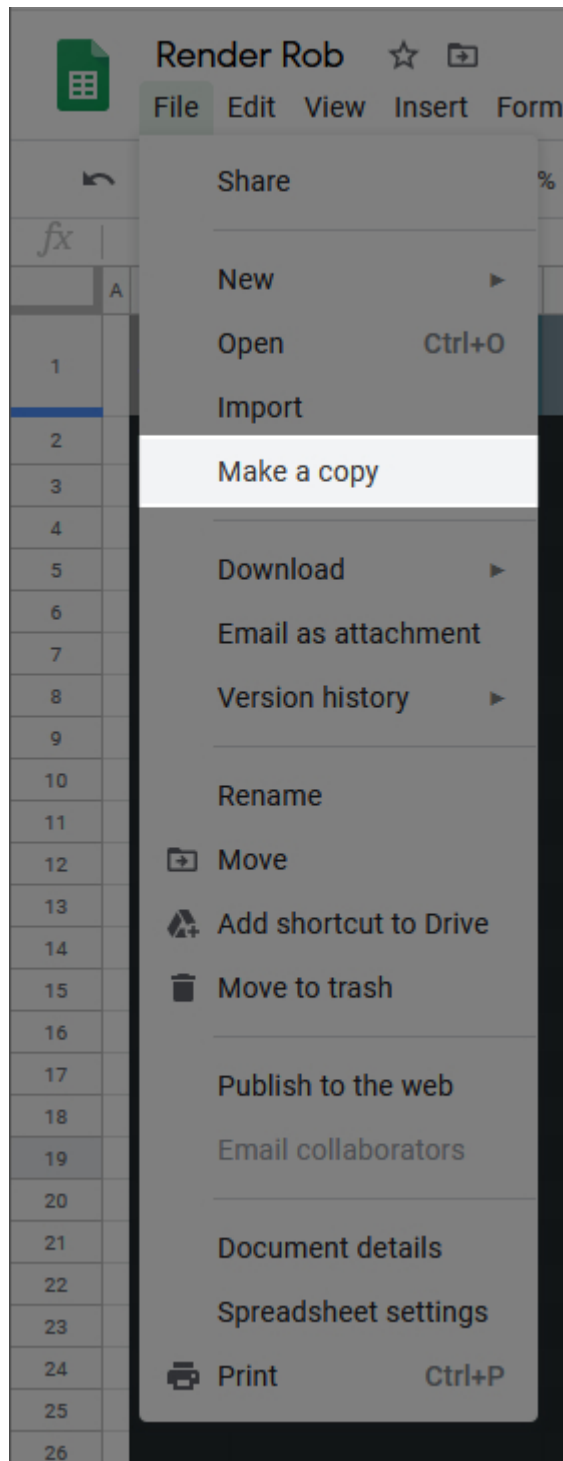 Render Rob
File Edit View Insert Form
Share
%
fx
A
New
1
Open Ctrl+O
Import
2
Make a copy
3
4
5
Download
6
Email as attachment
7
8
Version history
9
10
Rename
11
12
Move
13
Add shortcut to Drive
14
15
Move to trash
16
17
Publish to the web
18
19
Email collaborators
20
21
Document details
22
Spreadsheet settings
23
24
Print Ctrl+P
25
26